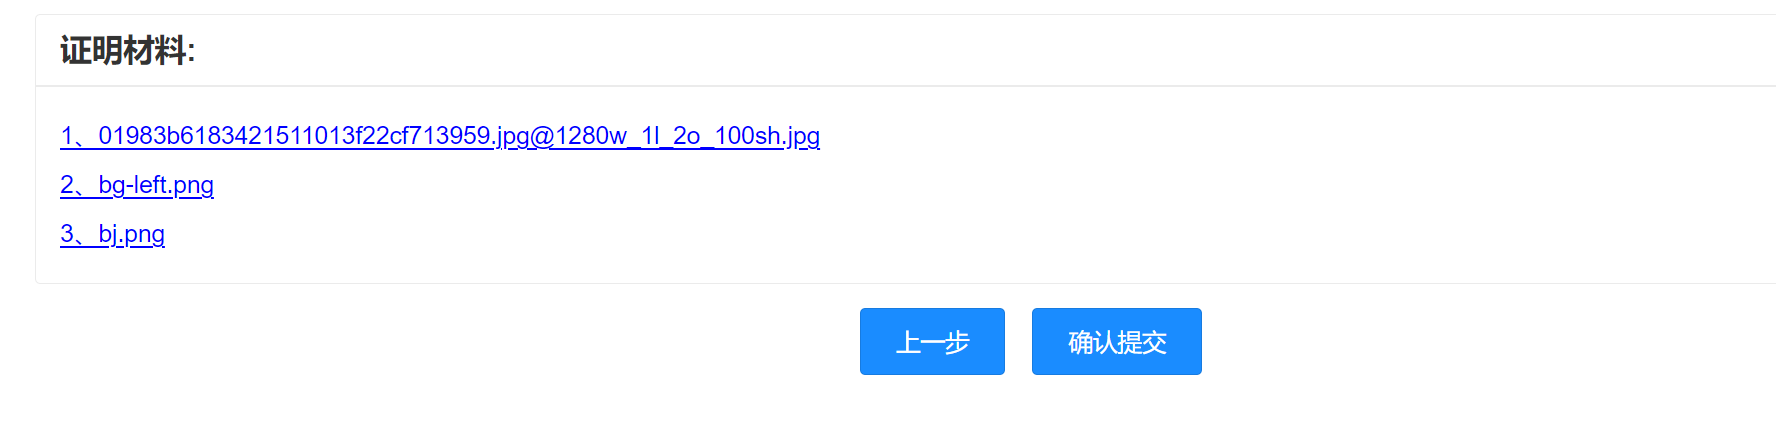 证明材料:
1、01983b6183421511013f22cf713959.jpg@1280w_1l_2o_100sh.jpg
2、bg-left.png
3、bj.png
上一步 确认提交